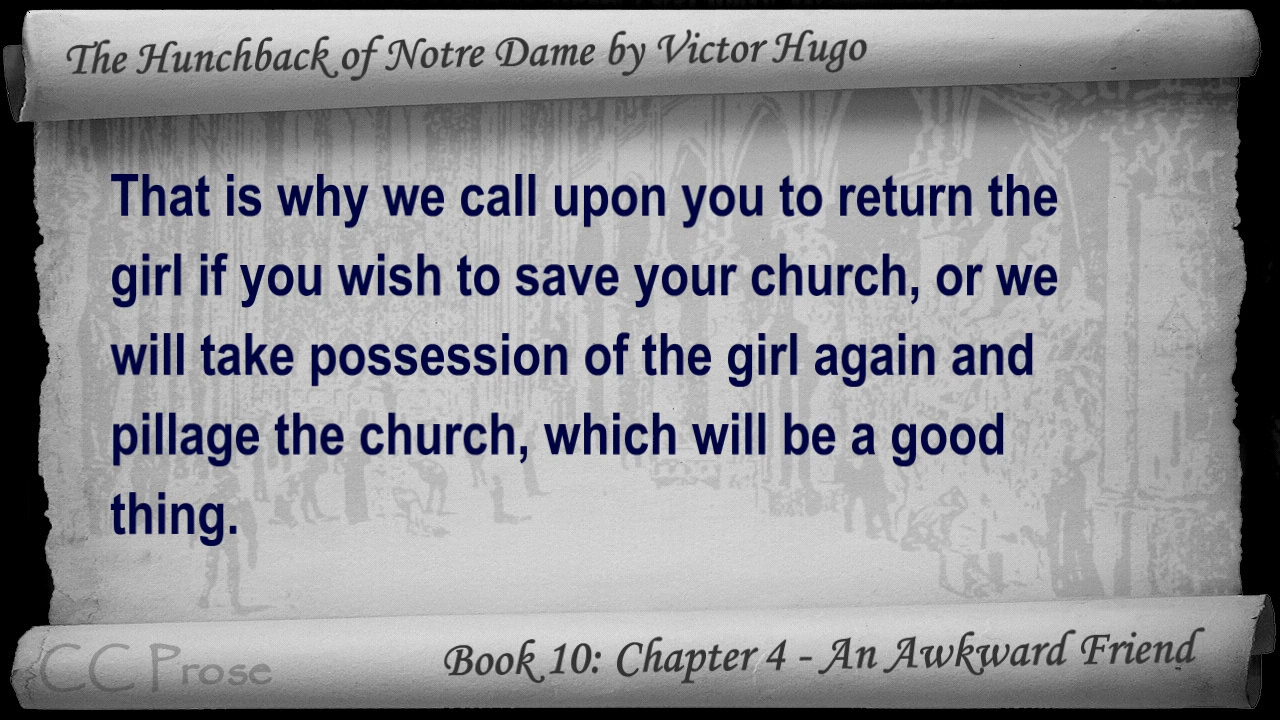 The Hunchback of Notre Dame by Victor Hugo
That is why we call upon you to return the
girl if you wish to save your church, or we
will take possession of the girl again and
pillage the church, which will be a good
thing.
CC Prose
Book 10: Chapter 4 - An Awkward Friend